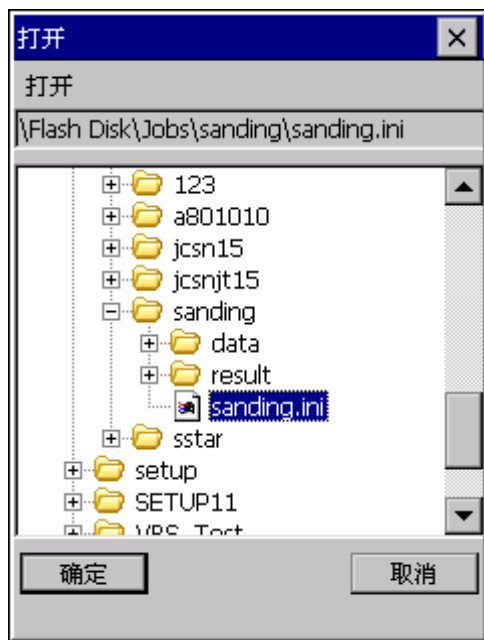 打开
打开
\Flash Disk\Jobs\sanding\sanding.ini
123
a801010
jcsn15
jcsnjt15
sanding
data
result
sanding.ini
sstar
setup
SETUP11
确定
取消